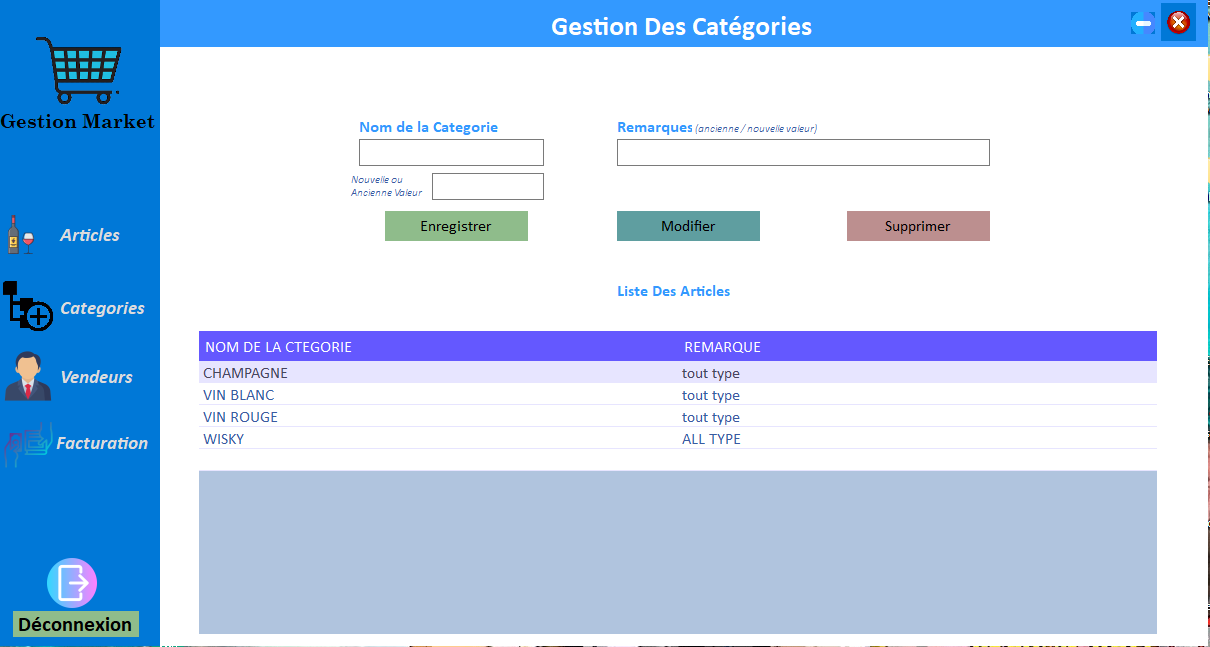 Gestion Des Catégories
Gestion Market
Articles
Categories
Vendeurs
Facturation
Déconnexion
Nom de la Categorie
Remarques (ancienne / nouvelle valeur)
Nouvelle ou
Ancienne Valeur
Enregistrer
Modifier
Supprimer
Liste Des Articles
NOM DE LA CTEGORIE REMARQUE
CHAMPAGNE tout type
VIN BLANC tout type
VIN ROUGE tout type
WISKY ALL TYPE